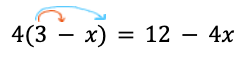 4(3 − x) = 12 − 4x